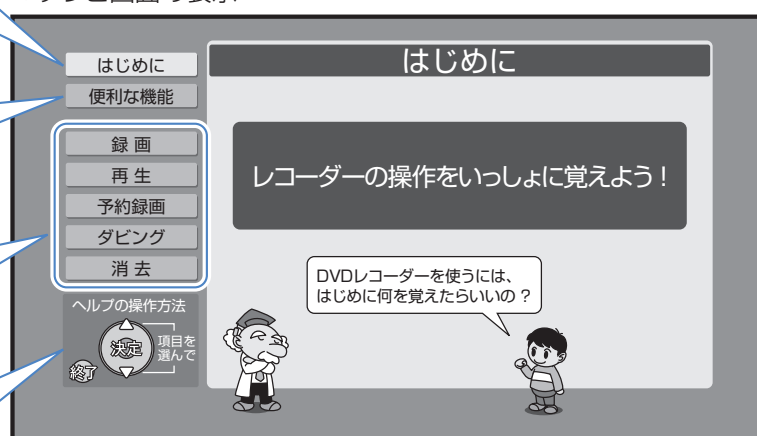 はじめに
便利な機能
録 画
再 生
予約録画
ダビング
消 去
ヘルプの操作方法
決定
項目を
選んで
終了
はじめに
レコーダーの操作をいっしょに覚えよう！
DVDレコーダーを使うには、
はじめに何を覚えたらいいの？